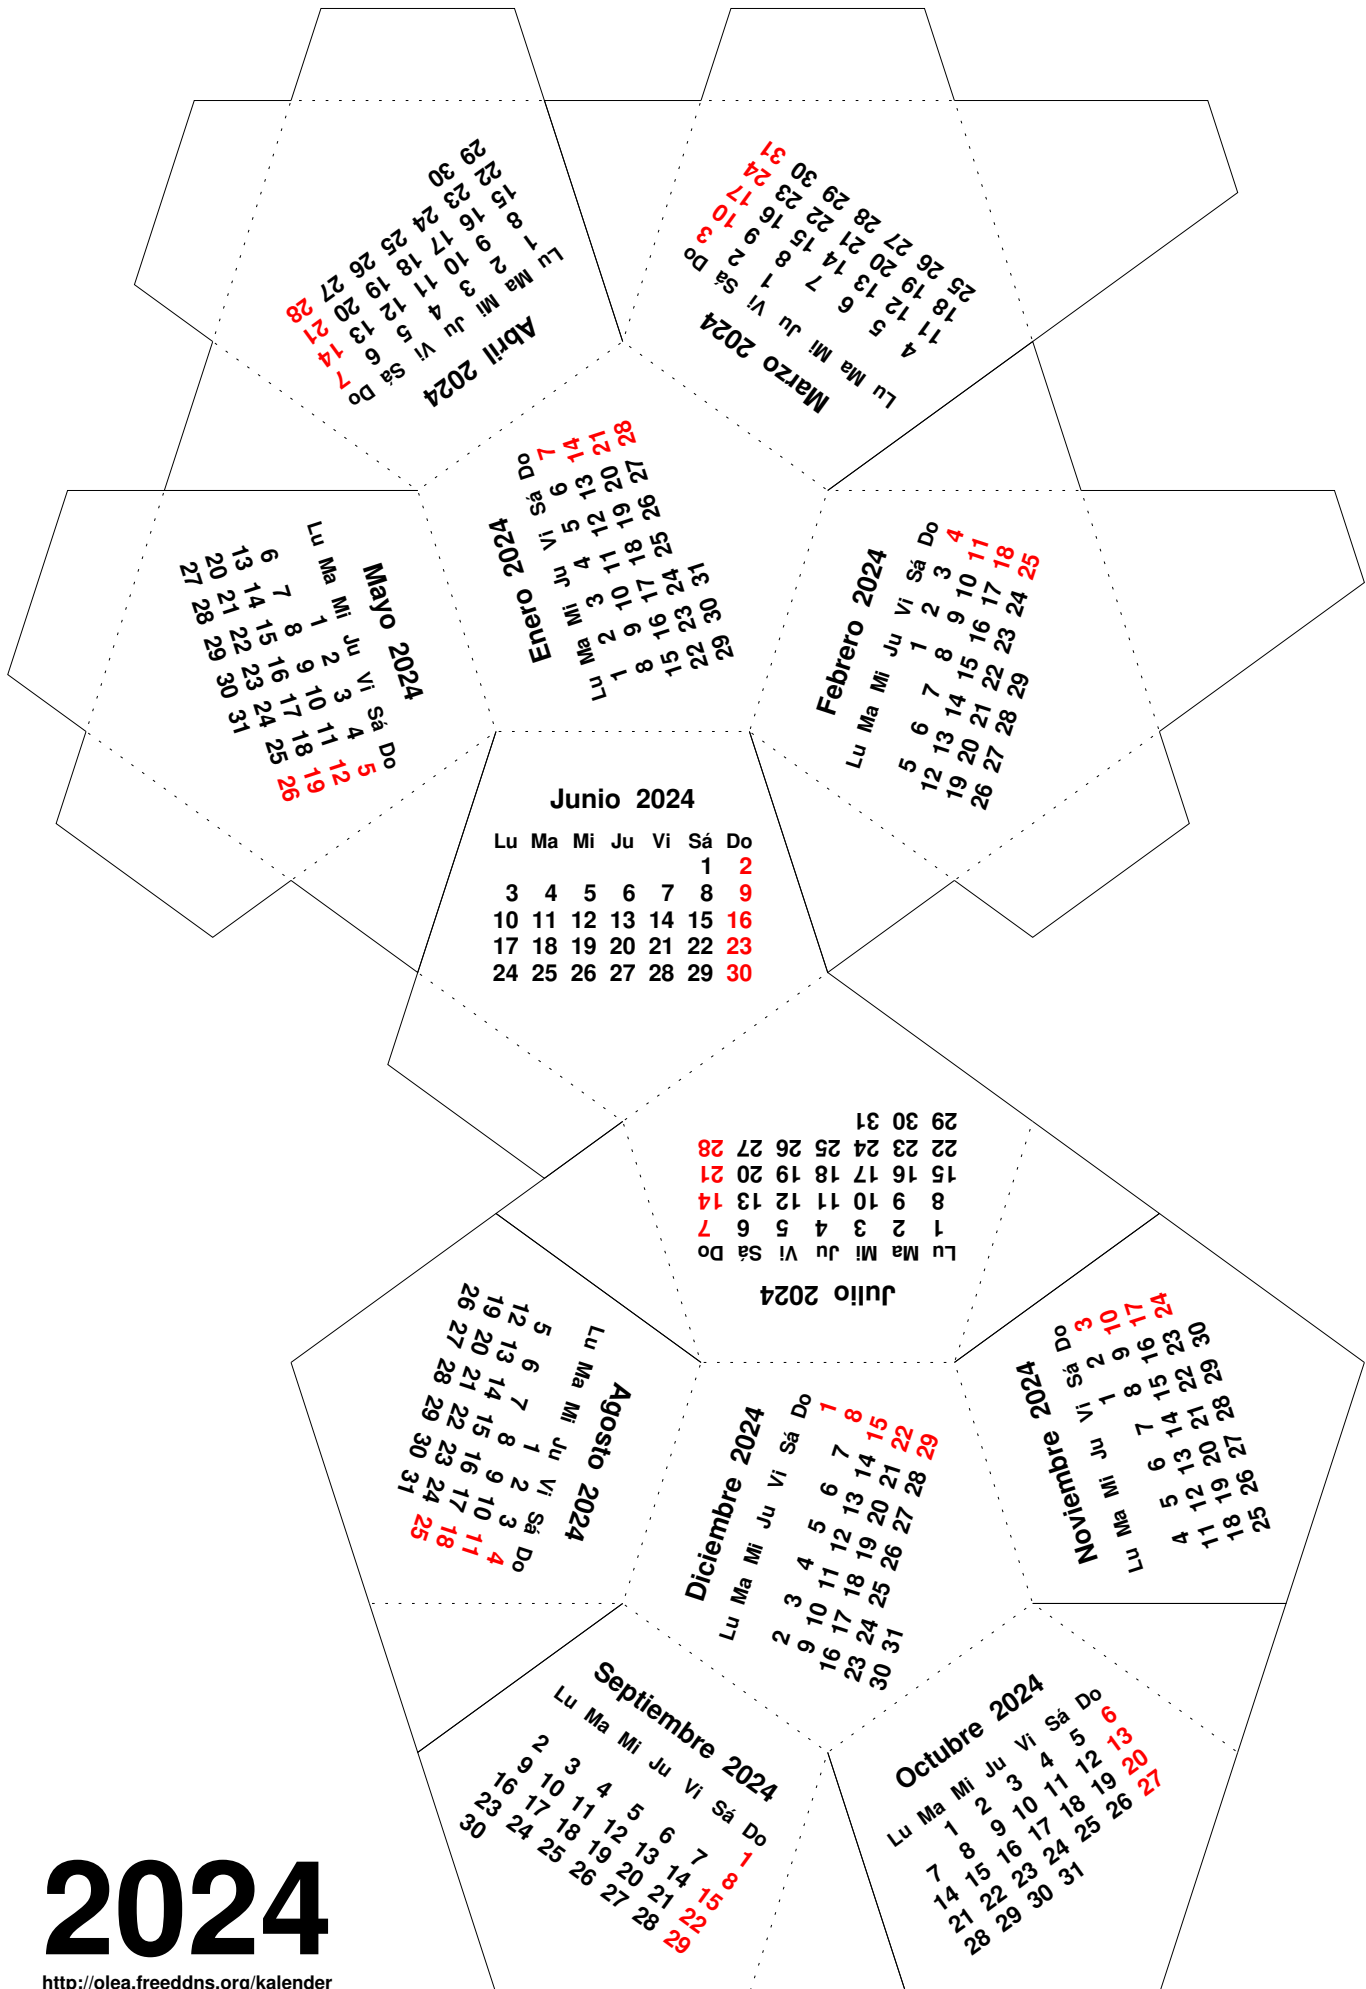 Abril 2024
Lu Ma Mi Ju Vi Sá Do
1 2 3 4 5 6 7
8 9 10 11 12 13 14
15 16 17 18 19 20 21
22 23 24 25 26 27 28
29 30
Marzo 2024
Lu Ma Mi Ju Vi Sá Do
1 2 3
4 5 6 7 8 9 10
11 12 13 14 15 16 17
18 19 20 21 22 23 24
25 26 27 28 29 30 31
Mayo 2024
Lu Ma Mi Ju Vi Sá Do
1 2 3 4 5
6 7 8 9 10 11 12
13 14 15 16 17 18 19
20 21 22 23 24 25 26
27 28 29 30 31
Enero 2024
Lu Ma Mi Ju Vi Sá Do
1 2 3 4 5 6 7
8 9 10 11 12 13 14
15 16 17 18 19 20 21
22 23 24 25 26 27 28
29 30 31
Febrero 2024
Lu Ma Mi Ju Vi Sá Do
1 2 3 4
5 6 7 8 9 10 11
12 13 14 15 16 17 18
19 20 21 22 23 24 25
26 27 28 29
Junio 2024
Lu Ma Mi Ju Vi Sá Do
1 2
3 4 5 6 7 8 9
10 11 12 13 14 15 16
17 18 19 20 21 22 23
24 25 26 27 28 29 30
Julio 2024
Lu Ma Mi Ju Vi Sá Do
1 2 3 4 5 6 7
8 9 10 11 12 13 14
15 16 17 18 19 20 21
22 23 24 25 26 27 28
29 30 31
Agosto 2024
Lu Ma Mi Ju Vi Sá Do
1 2 3 4
5 6 7 8 9 10 11
12 13 14 15 16 17 18
19 20 21 22 23 24 25
26 27 28 29 30 31
Diciembre 2024
Lu Ma Mi Ju Vi Sá Do
1
2 3 4 5 6 7 8
9 10 11 12 13 14 15
16 17 18 19 20 21 22
23 24 25 26 27 28 29
30 31
Noviembre 2024
Lu Ma Mi Ju Vi Sá Do
1 2 3
4 5 6 7 8 9 10
11 12 13 14 15 16 17
18 19 20 21 22 23 24
25 26 27 28 29 30
Septiembre 2024
Lu Ma Mi Ju Vi Sá Do
1
2 3 4 5 6 7 8
9 10 11 12 13 14 15
16 17 18 19 20 21 22
23 24 25 26 27 28 29
30
Octubre 2024
Lu Ma Mi Ju Vi Sá Do
1 2 3 4 5 6
7 8 9 10 11 12 13
14 15 16 17 18 19 20
21 22 23 24 25 26 27
28 29 30 31
2024
http://olea.freeddns.org/kalender